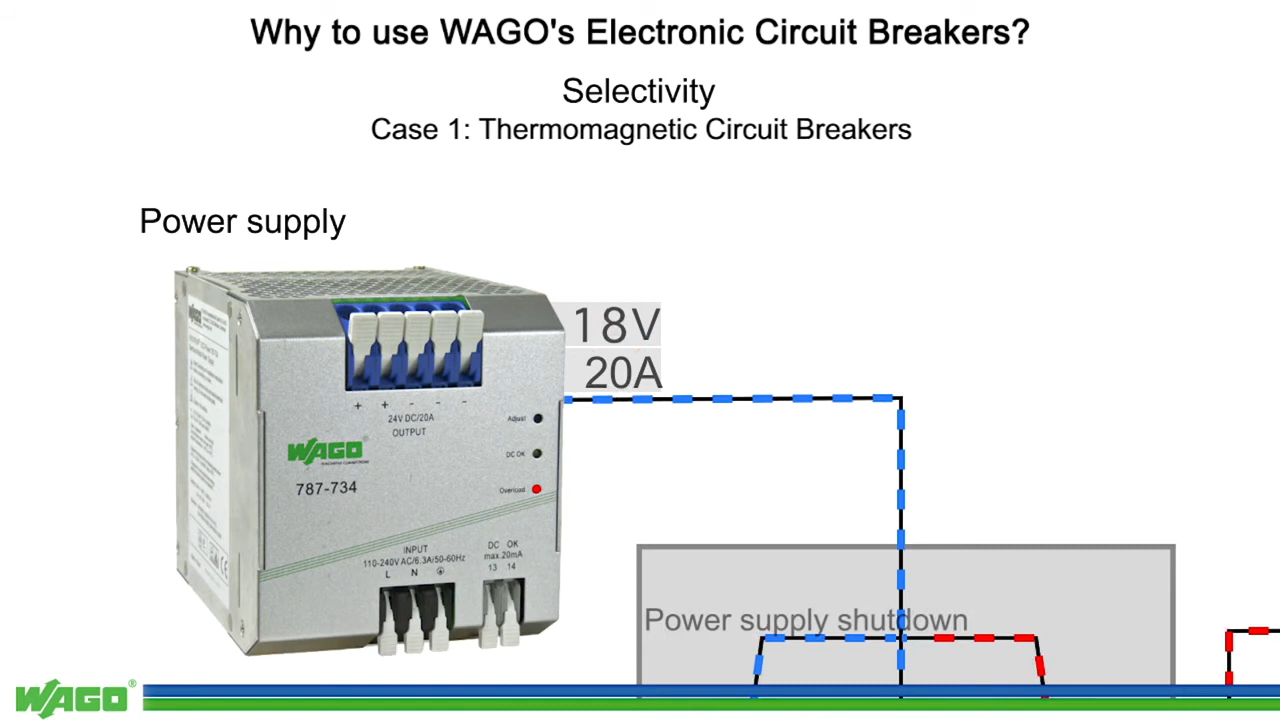 Why to use WAGO's Electronic Circuit Breakers?
Selectivity
Case 1: Thermomagnetic Circuit Breakers
Power supply
18V
20A
WAGO
+ + - - -
24V DC/20A
OUTPUT
Adjust
WAGO
DC OK
787-734
Overload
INPUT
110-240V AC/6.3A/50-60Hz
L N
DC OK
max.20mA
13 14
Power supply shutdown
WAGO®